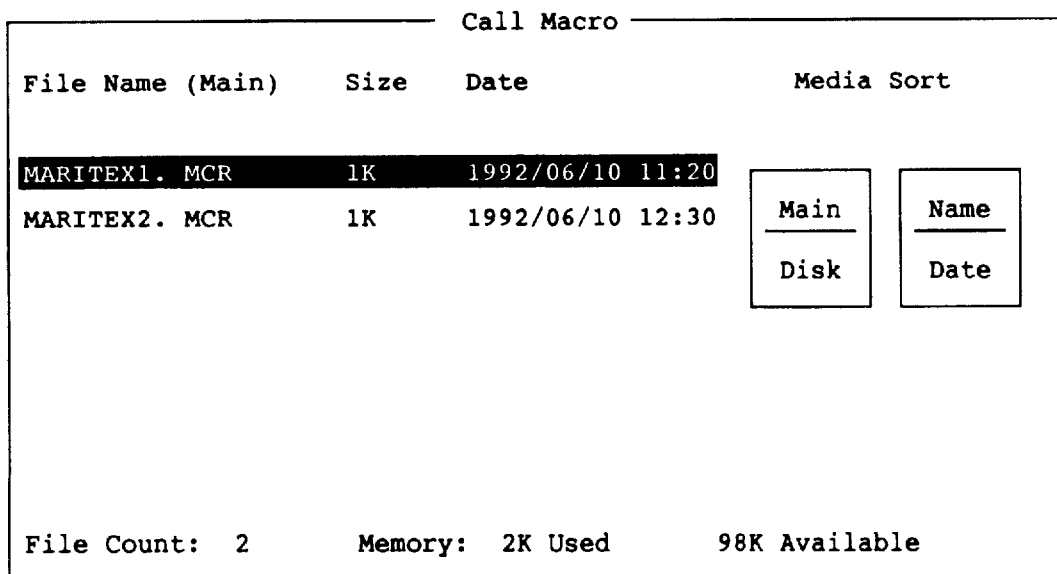 Call Macro
File Name (Main) Size Date Media Sort
MARITEX1. MCR 1K 1992/06/10 11:20
MARITEX2. MCR 1K 1992/06/10 12:30
Main Name
Disk Date
File Count: 2 Memory: 2K Used 98K Available